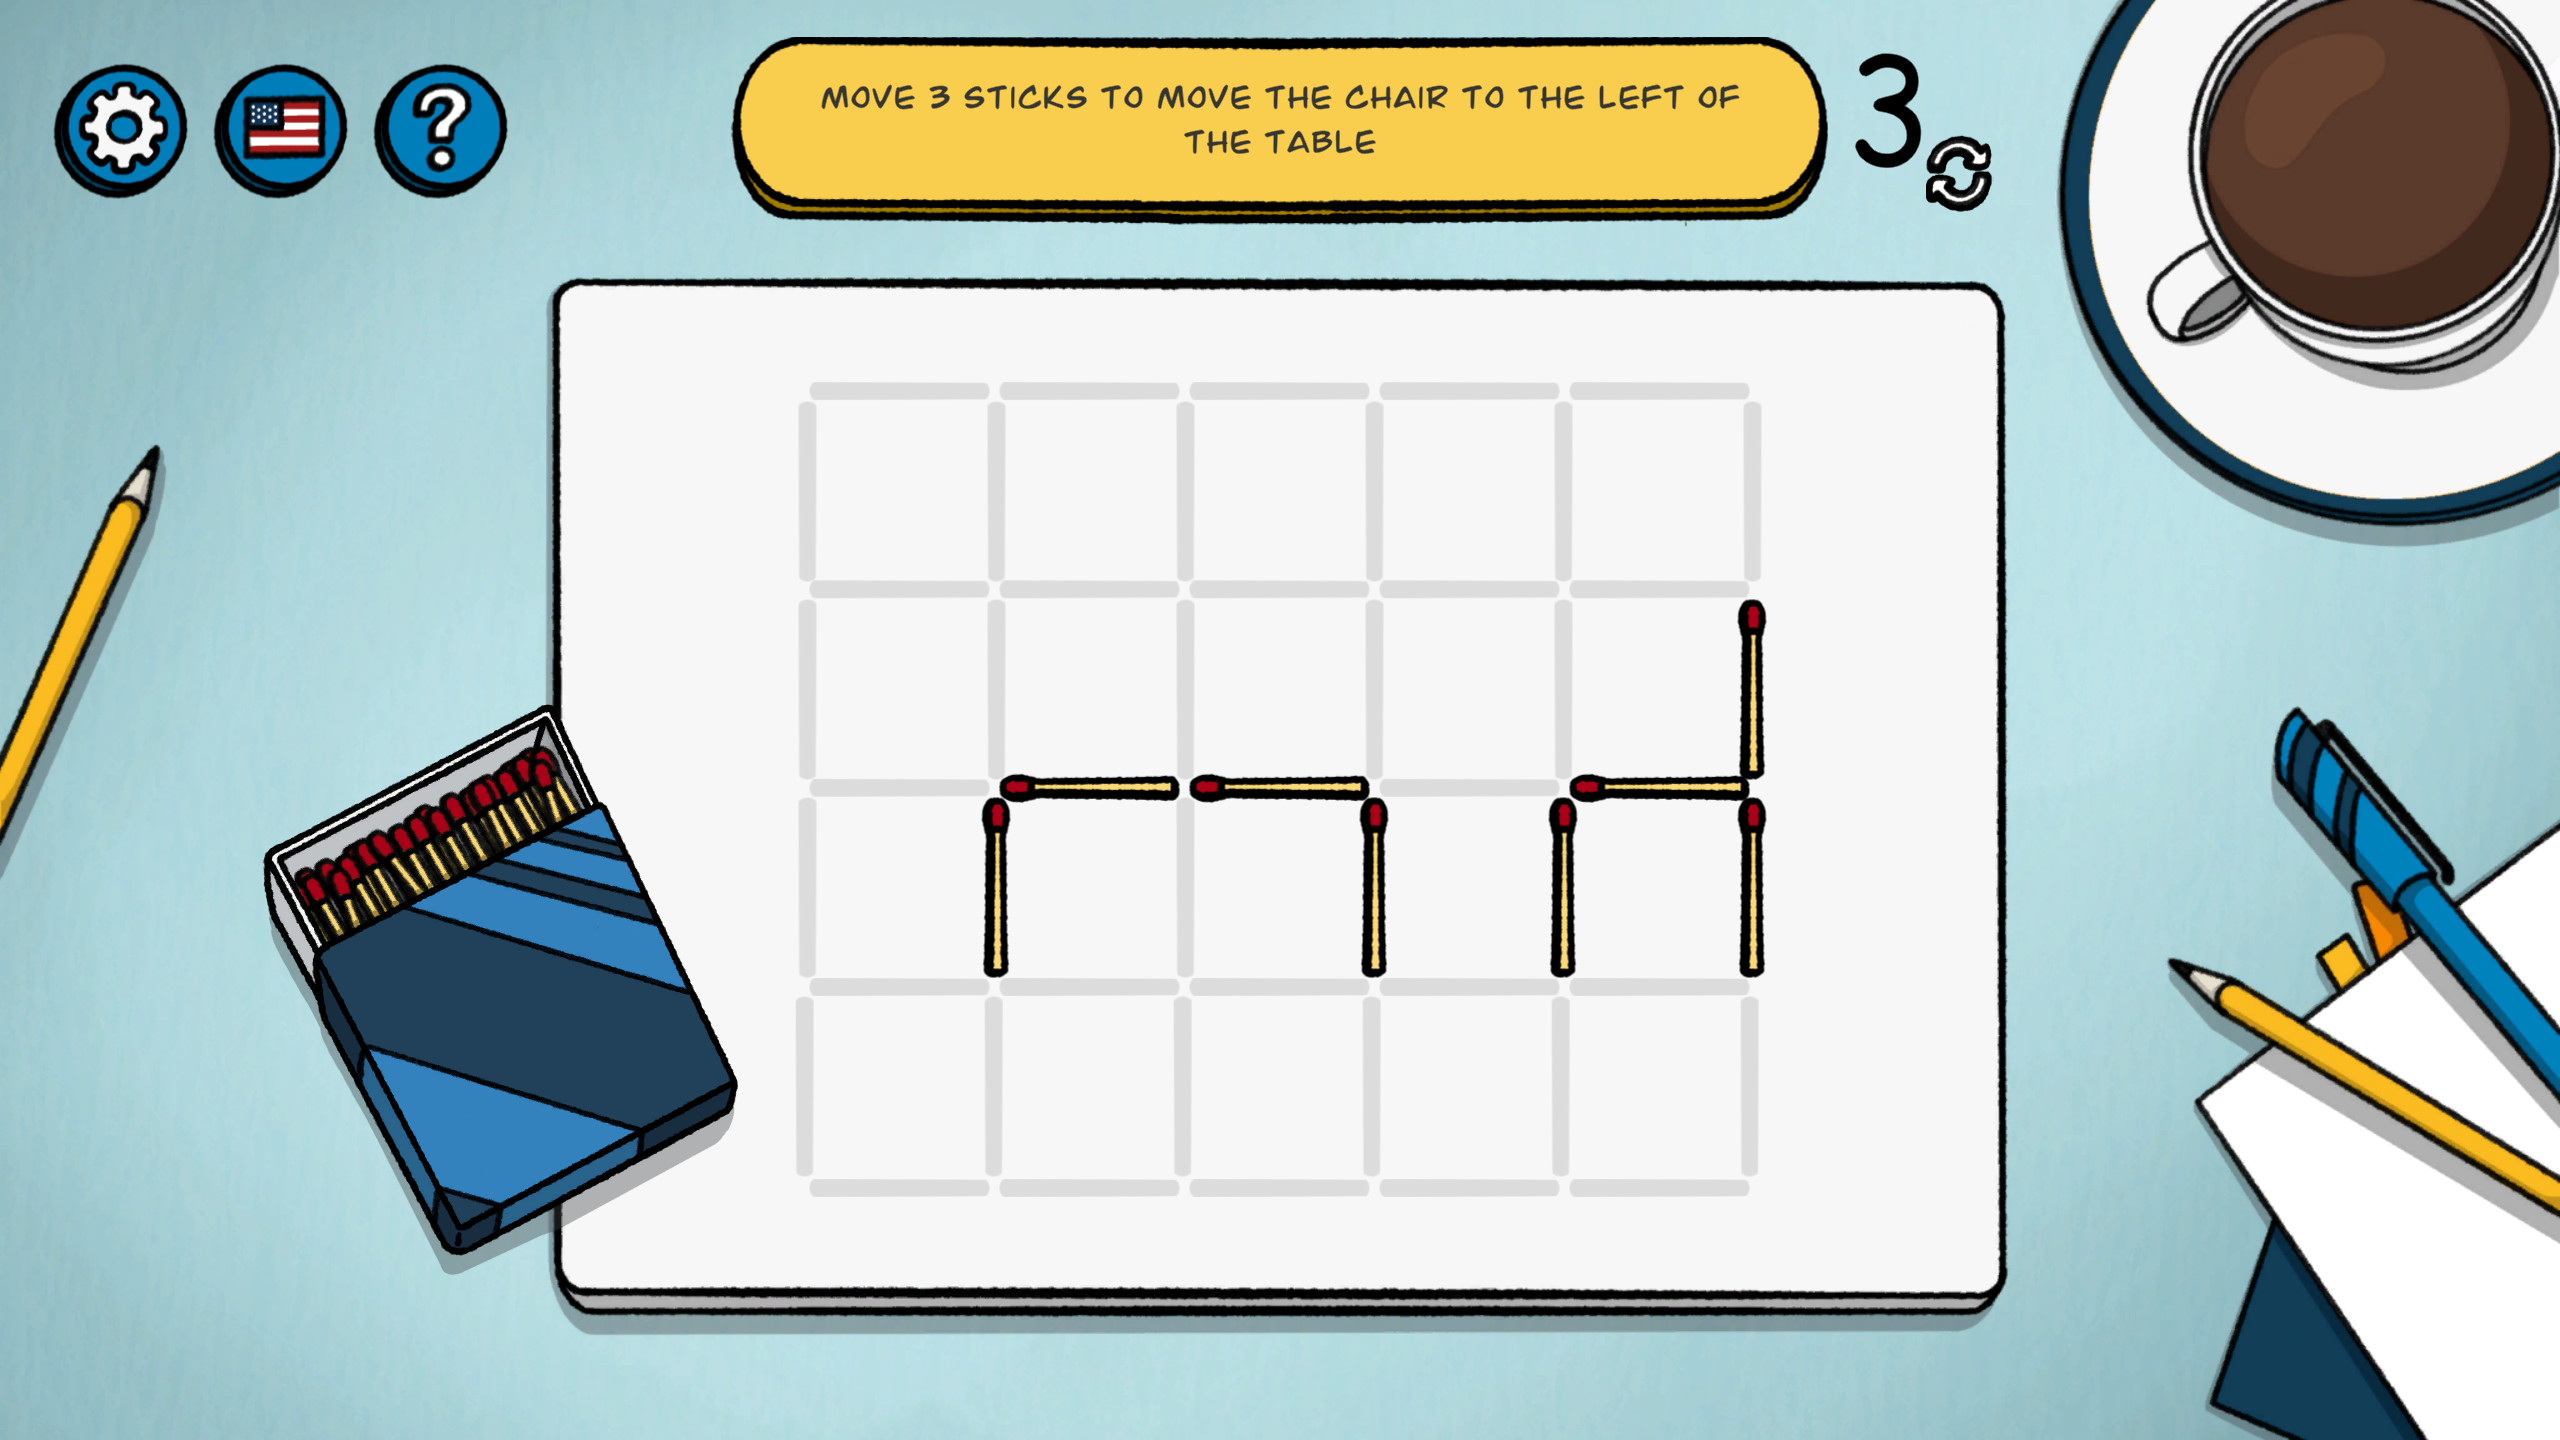 MOVE 3 STICKS TO MOVE THE CHAIR TO THE LEFT OF
THE TABLE
3